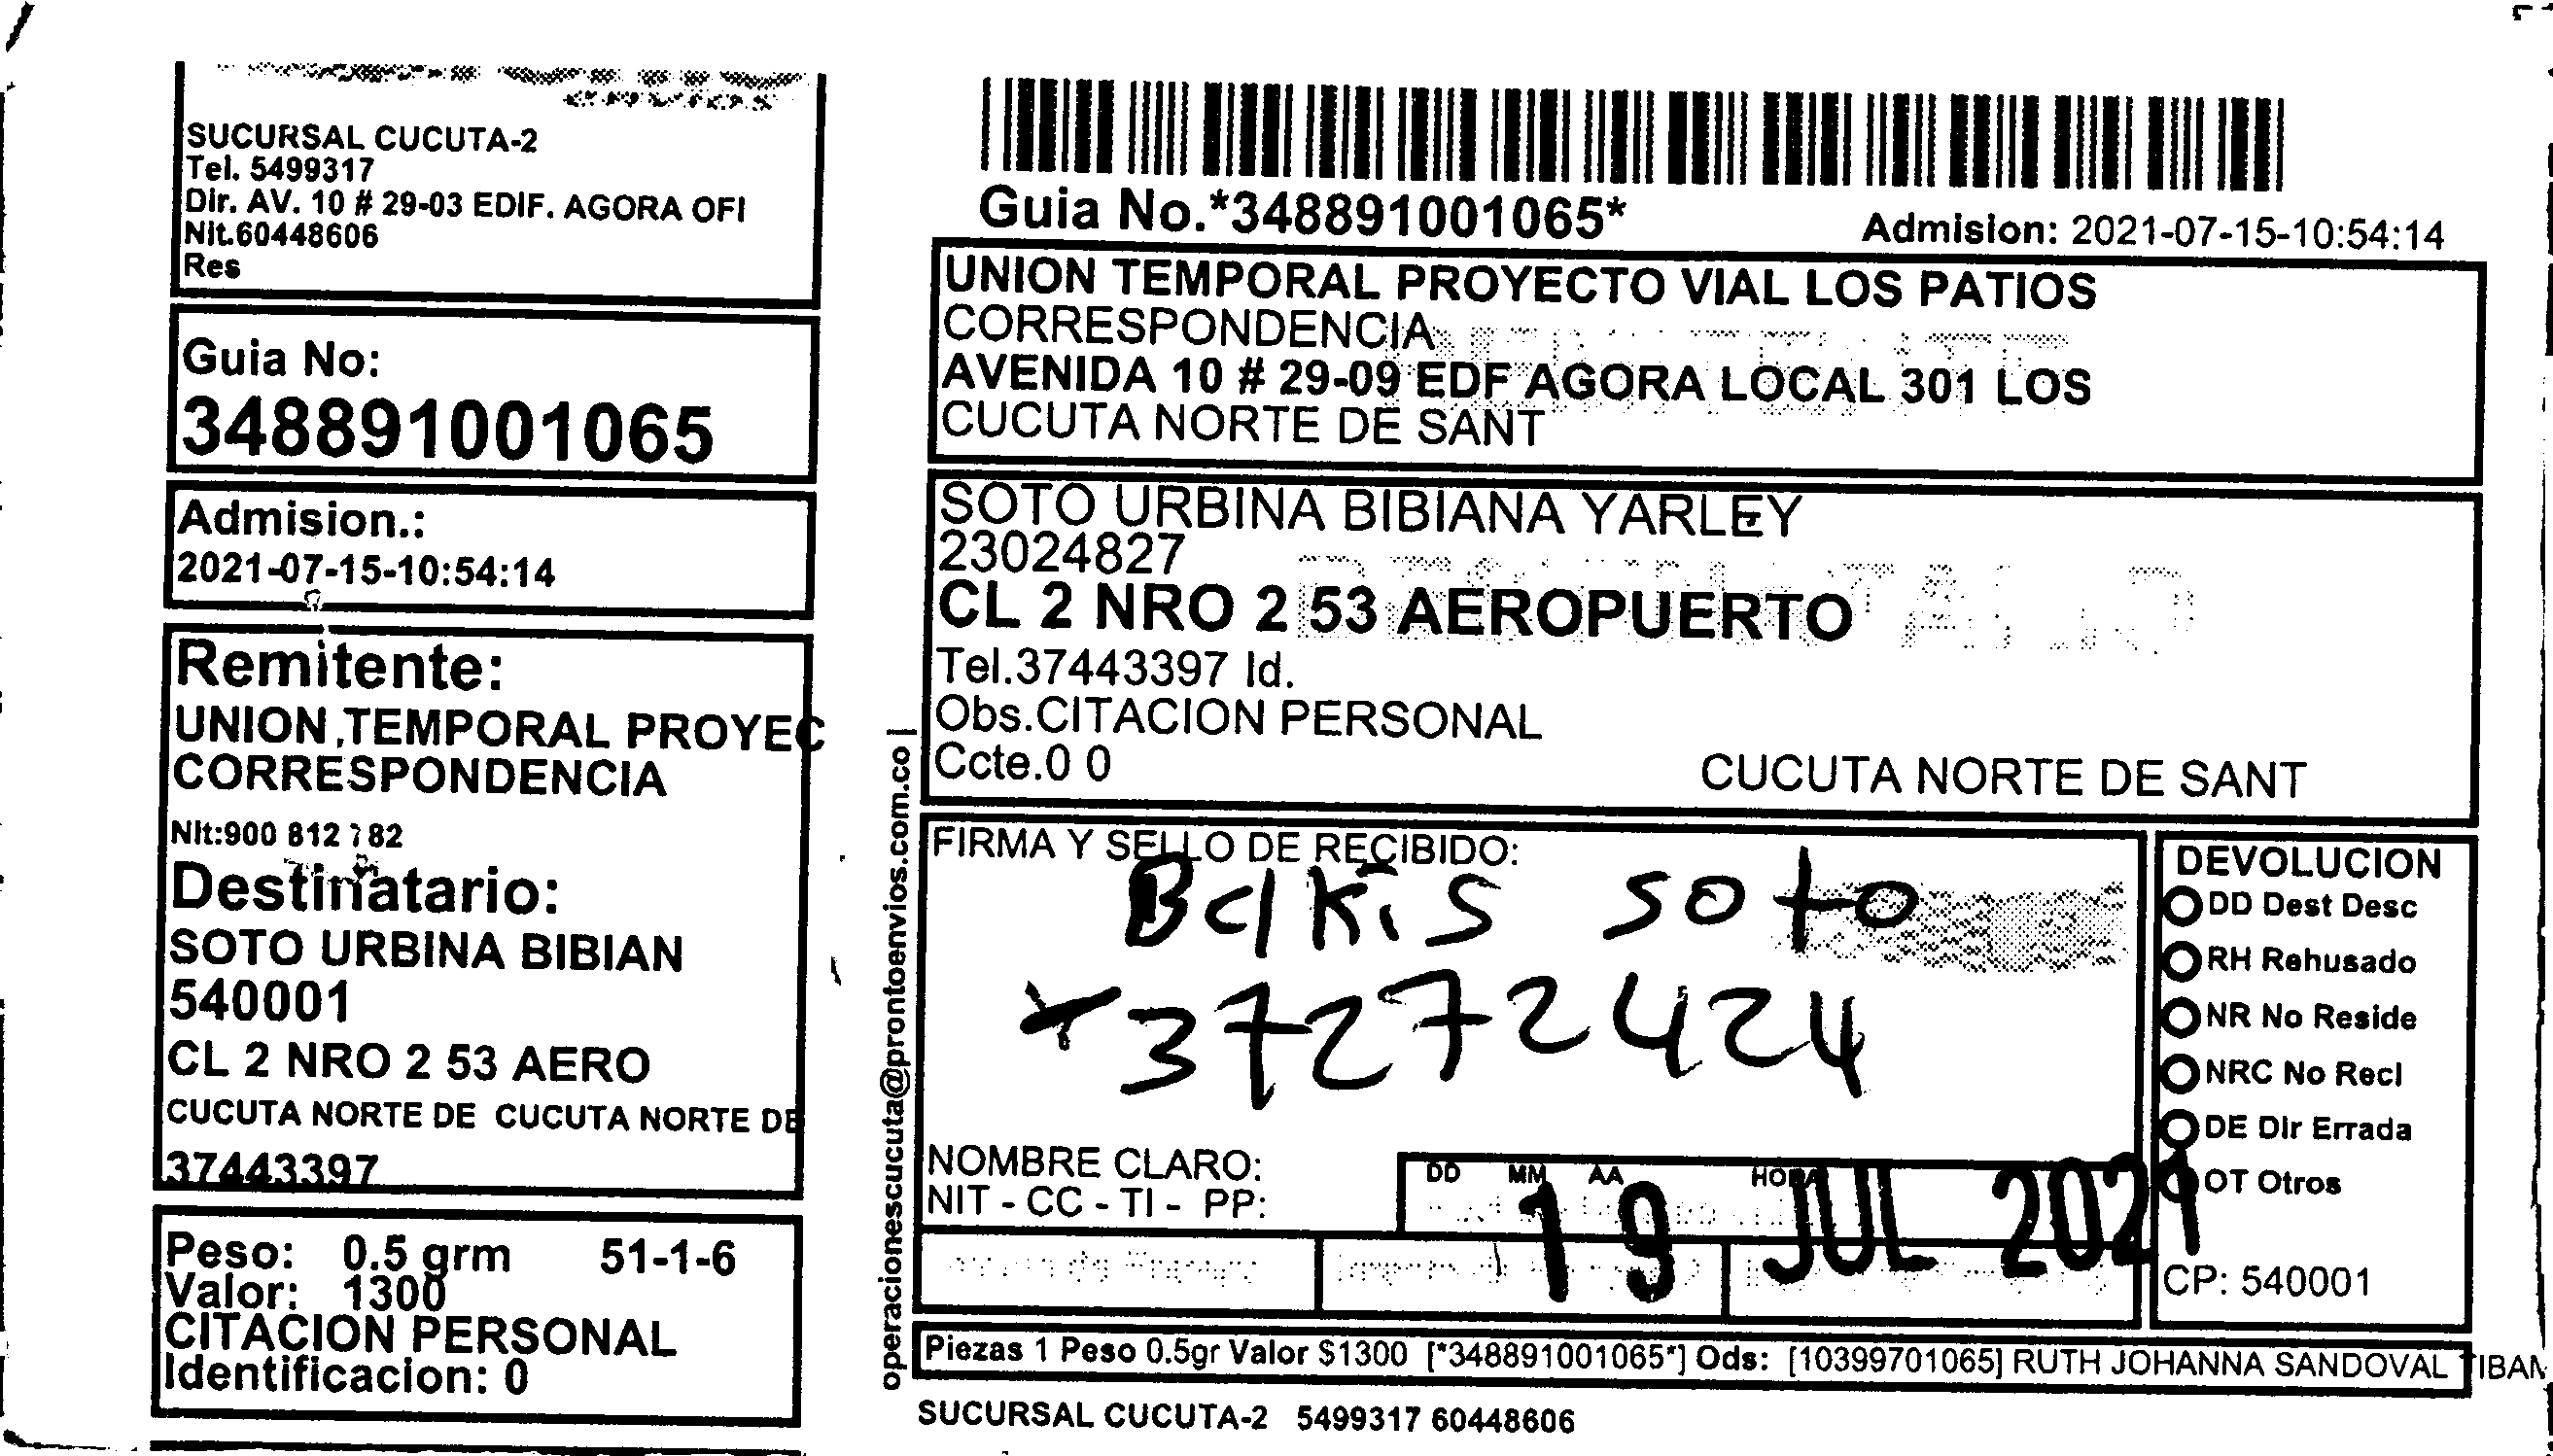 SUCURSAL CUCUTA-2
Tel. 5499317
Dir. AV. 10 # 29-03 EDIF. AGORA OFI
Nit.60448606
Res
Guia No:
348891001065
Admision.:
2021-07-15-10:54:14
Remitente:
UNION TEMPORAL PROYEC
CORRESPONDENCIA
Nit:900 812 782
Destinatario:
SOTO URBINA BIBIAN
540001
CL 2 NRO 2 53 AERO
CUCUTA NORTE DE CUCUTA NORTE DE
37443397
Peso: 0.5 grm 51-1-6
Valor: 1300
CITACION PERSONAL
Identificacion: 0
operacionescucuta@prontoenvios.com.co |
Guia No.*348891001065*
Admision: 2021-07-15-10:54:14
UNION TEMPORAL PROYECTO VIAL LOS PATIOS
CORRESPONDENCIA
AVENIDA 10 # 29-09 EDF AGORA LOCAL 301 LOS
CUCUTA NORTE DE SANT
SOTO URBINA BIBIANA YARLEY
23024827
CL 2 NRO 2 53 AEROPUERTO
Tel.37443397 Id.
Obs.CITACION PERSONAL
Ccte.0 0 CUCUTA NORTE DE SANT
FIRMA Y SELLO DE RECIBIDO:
Belkis Soto
37272424
NOMBRE CLARO:
NIT - CC - TI - PP:
DD MM AA HORA
19 JUL 2021
DEVOLUCION
DD Dest Desc
RH Rehusado
NR No Reside
NRC No Recl
DE Dir Errada
OT Otros
CP: 540001
Piezas 1 Peso 0.5gr Valor $1300 [*348891001065*] Ods: [10399701065] RUTH JOHANNA SANDOVAL TIBAM
SUCURSAL CUCUTA-2 5499317 60448606